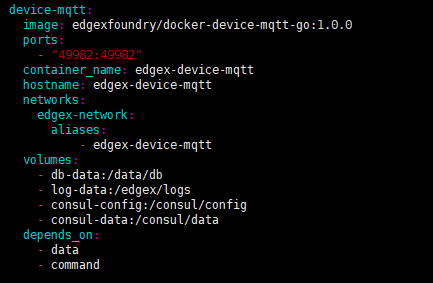 device-mqtt:
  image: edgexfoundry/docker-device-mqtt-go:1.0.0
  ports:
    - "49982:49982"
  container_name: edgex-device-mqtt
  hostname: edgex-device-mqtt
  networks:
    edgex-network:
      aliases:
          - edgex-device-mqtt
  volumes:
    - db-data:/data/db
    - log-data:/edgex/logs
    - consul-config:/consul/config
    - consul-data:/consul/data
  depends_on:
    - data
    - command